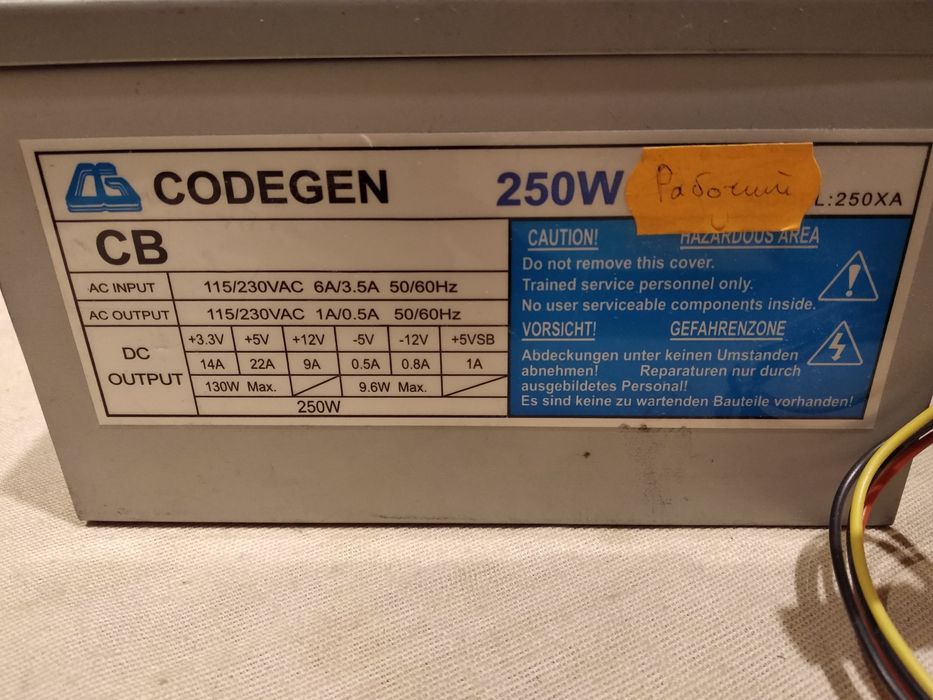 CODEGEN
250W
Рабочий
L:250XA
CB
AC INPUT 115/230VAC 6A/3.5A 50/60Hz
AC OUTPUT 115/230VAC 1A/0.5A 50/60Hz
DC OUTPUT
+3.3V +5V +12V -5V -12V +5VSB
14A 22A 9A 0.5A 0.8A 1A
130W Max. 9.6W Max.
250W
CAUTION! HAZARDOUS AREA
Do not remove this cover.
Trained service personnel only.
No user serviceable components inside.
VORSICHT! GEFAHRENZONE
Abdeckungen unter keinen Umstanden
abnehmen! Reparaturen nur durch
ausgebildetes Personal!
Es sind keine zu wartenden Bauteile vorhanden!